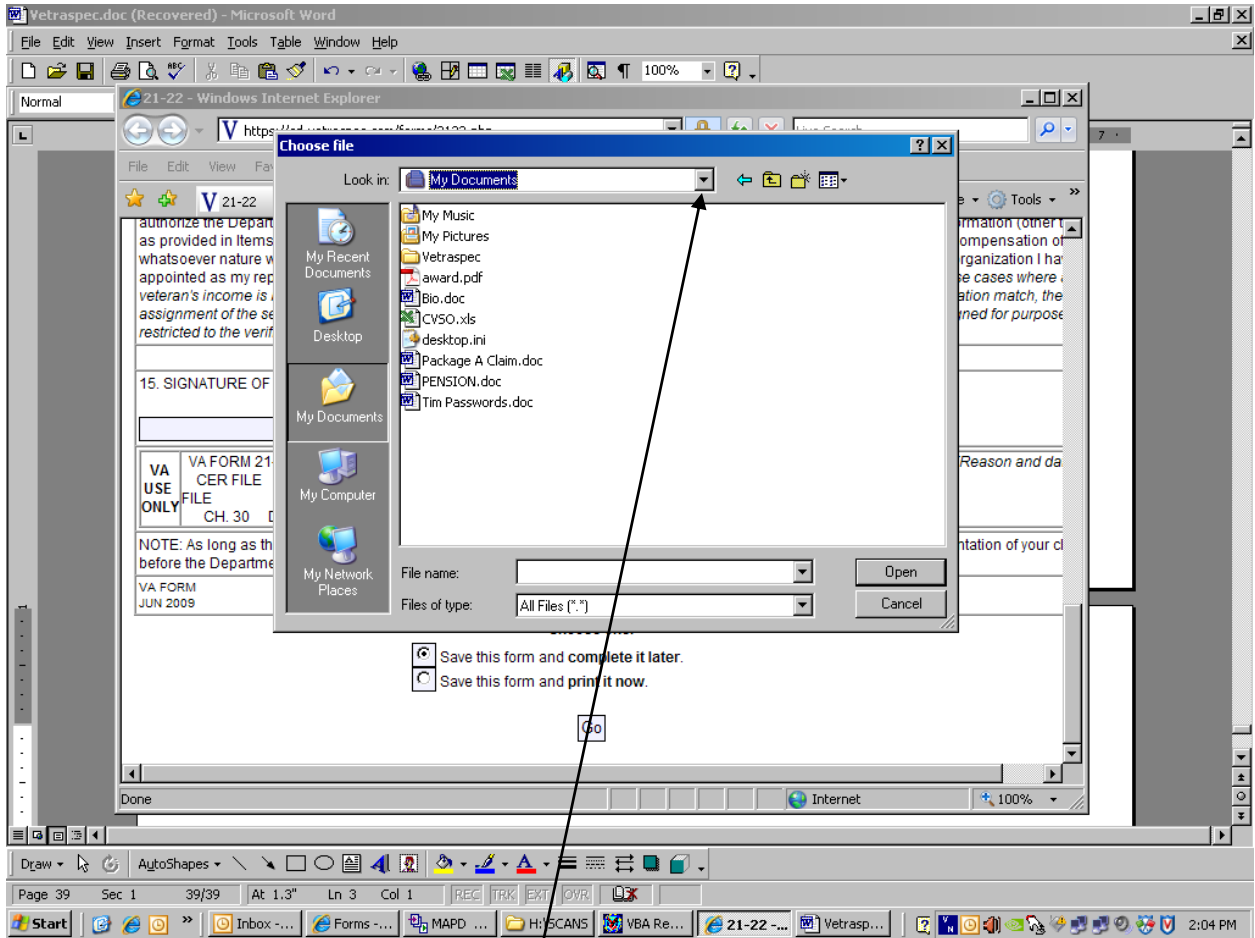 Vetraspec.doc (Recovered) - Microsoft Word
File Edit View Insert Format Tools Table Window Help
100%
Normal
21-22 - Windows Internet Explorer
V
File Edit View
V 21-22
Tools
7
Choose file
Look in: My Documents
My Recent Documents
Desktop
My Documents
My Computer
My Network Places
My Music
My Pictures
Vetraspec
award.pdf
Bio.doc
CVSO.xls
desktop.ini
Package A Claim.doc
PENSION.doc
Tim Passwords.doc
File name:
Open
Files of type: All Files (*.*)
Cancel
authorize the Depart rmation (other t
as provided in Items ompensation of
whatsoever nature w rganization I hav
appointed as my rep se cases where
veteran's income is ation match, the
assignment of the se ned for purpose
restricted to the verif
15. SIGNATURE OF
VA USE ONLY
VA FORM 21- Reason and da
CER FILE
FILE
CH. 30
NOTE: As long as th ntation of your cl
before the Departme
VA FORM
JUN 2009
Save this form and complete it later.
Save this form and print it now.
Go
Done Internet 100%
Draw AutoShapes
Page 39 Sec 1 39/39 At 1.3" Ln 3 Col 1 REC TRK EXT OVR
Start Inbox -... Forms -... MAPD ... H:\SCANS VBA Re... 21-22 -... Vetrasp... 2:04 PM